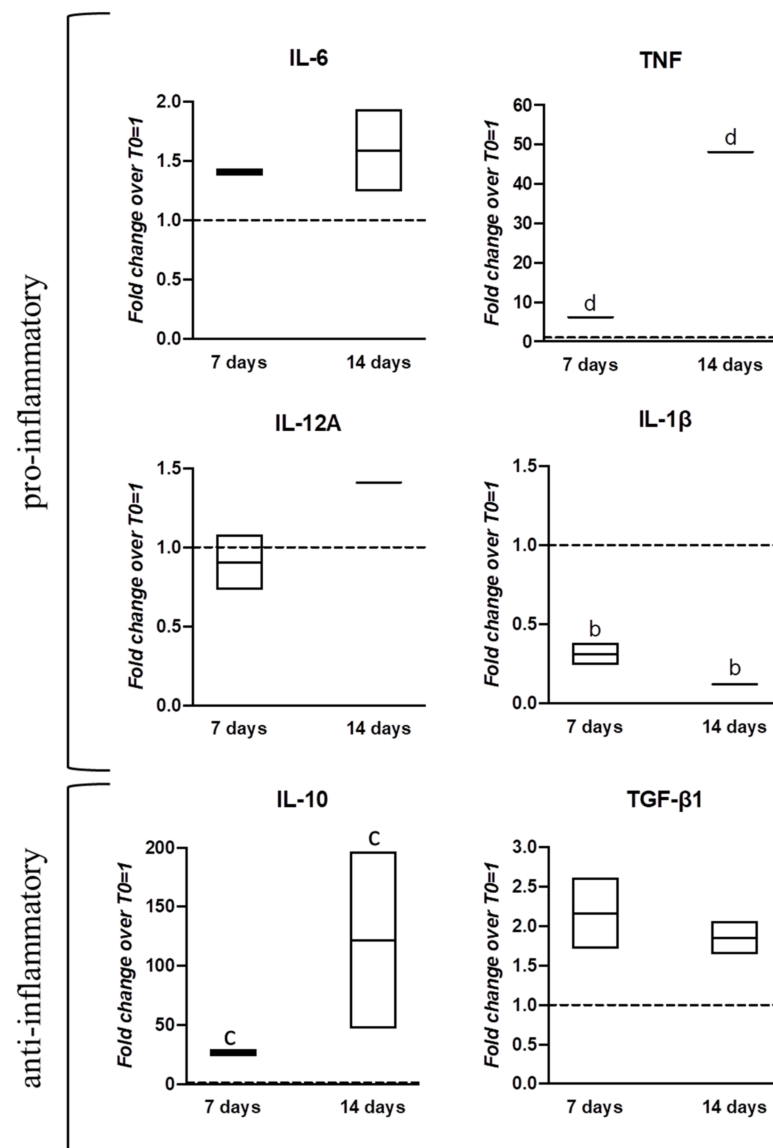 pro-inflammatory
IL-6
Fold change over T0=1
2.0
1.5
1.0
0.5
0.0
7 days
14 days
TNF
Fold change over T0=1
60
50
40
30
20
10
0
d
d
7 days
14 days
IL-12A
Fold change over T0=1
1.5
1.0
0.5
0.0
7 days
14 days
IL-1β
Fold change over T0=1
1.5
1.0
0.5
0.0
b
b
7 days
14 days
anti-inflammatory
IL-10
Fold change over T0=1
200
150
100
50
0
c
c
7 days
14 days
TGF-β1
Fold change over T0=1
3.0
2.5
2.0
1.5
1.0
0.5
0.0
7 days
14 days